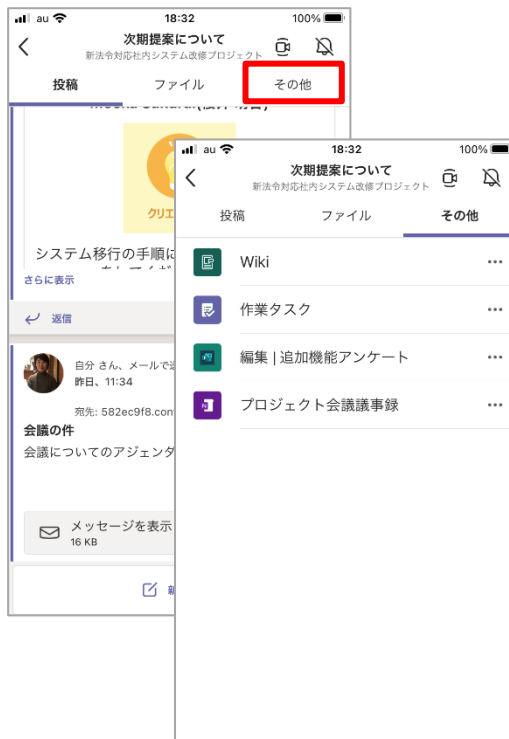 au 18:32 100%
次期提案について
新法令対応社内システム改修プロジェクト
投稿 ファイル その他
クリエ
システム移行の手順に
さらに表示
返信
自分 さん、メールで送
昨日、11:34
宛先: 582ec9f8.con
会議の件
会議についてのアジェンダ
メッセージを表示
16 KB
au 18:32 100%
次期提案について
新法令対応社内システム改修プロジェクト
投稿 ファイル その他
Wiki
作業タスク
編集 | 追加機能アンケート
プロジェクト会議議事録